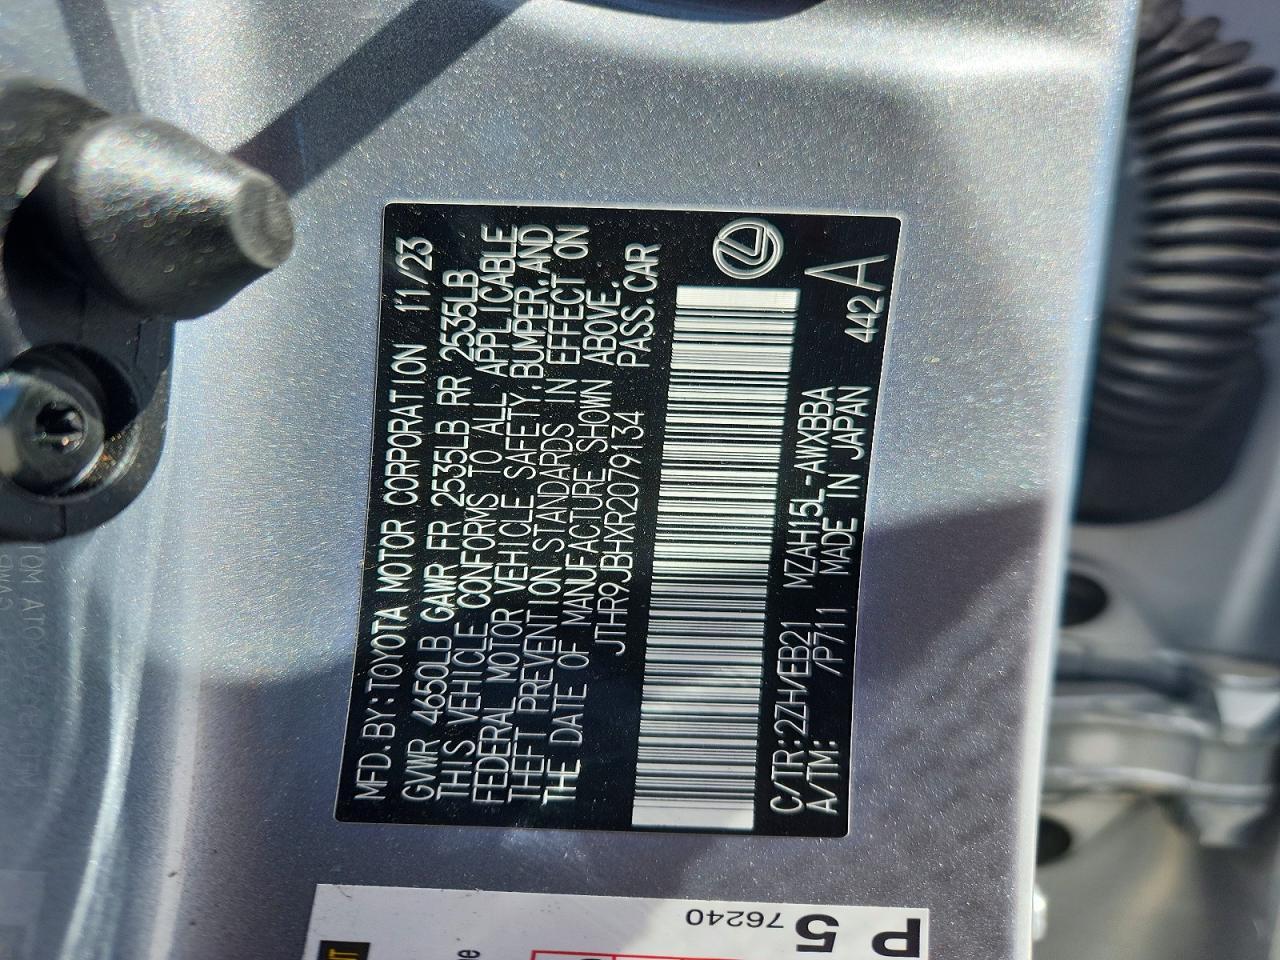 MFD.BY:TOYOTA MOTOR CORPORATION 11/23
GVWR 4650LB GAWR FR 2535LB RR 2535LB
THIS VEHICLE CONFORMS TO ALL APPLICABLE
FEDERAL MOTOR VEHICLE SAFETY,BUMPER,AND
THEFT PREVENTION STANDARDS IN EFFECT ON
THE DATE OF MANUFACTURE SHOWN ABOVE.
JTHR9JBHXR2079134 PASS.CAR
C/TR:2ZH/EB21 MZAH15L-AWXBBA
A/TM: /P711 MADE IN JAPAN
442A
P 5
76240